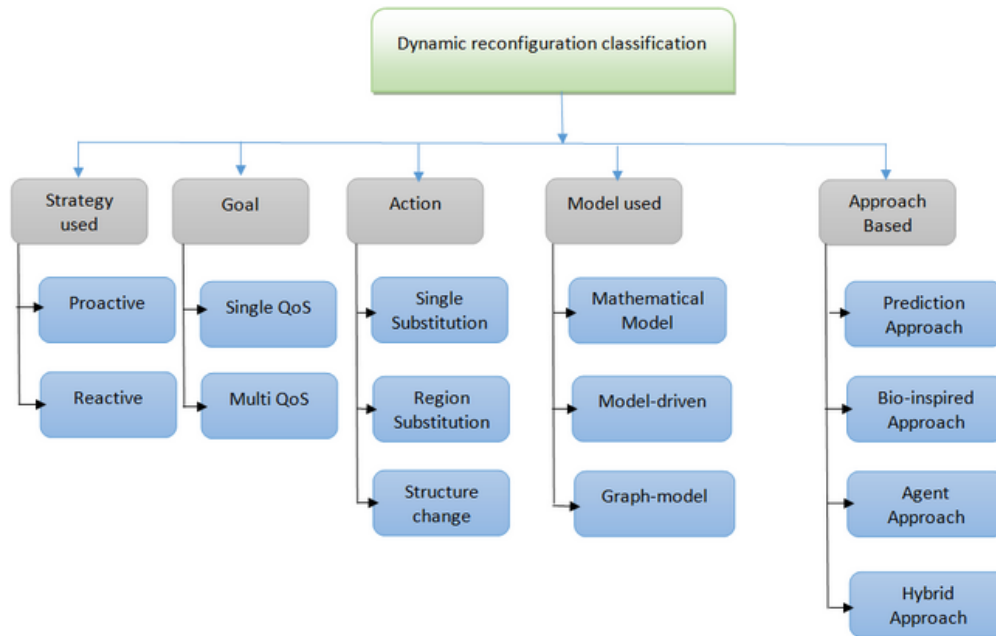 Dynamic reconfiguration classification
Strategy
used
Goal
Action
Model used
Approach
Based
Proactive
Reactive
Single QoS
Multi QoS
Single
Substitution
Region
Substitution
Structure
change
Mathematical
Model
Model-driven
Graph-model
Prediction
Approach
Bio-inspired
Approach
Agent
Approach
Hybrid
Approach